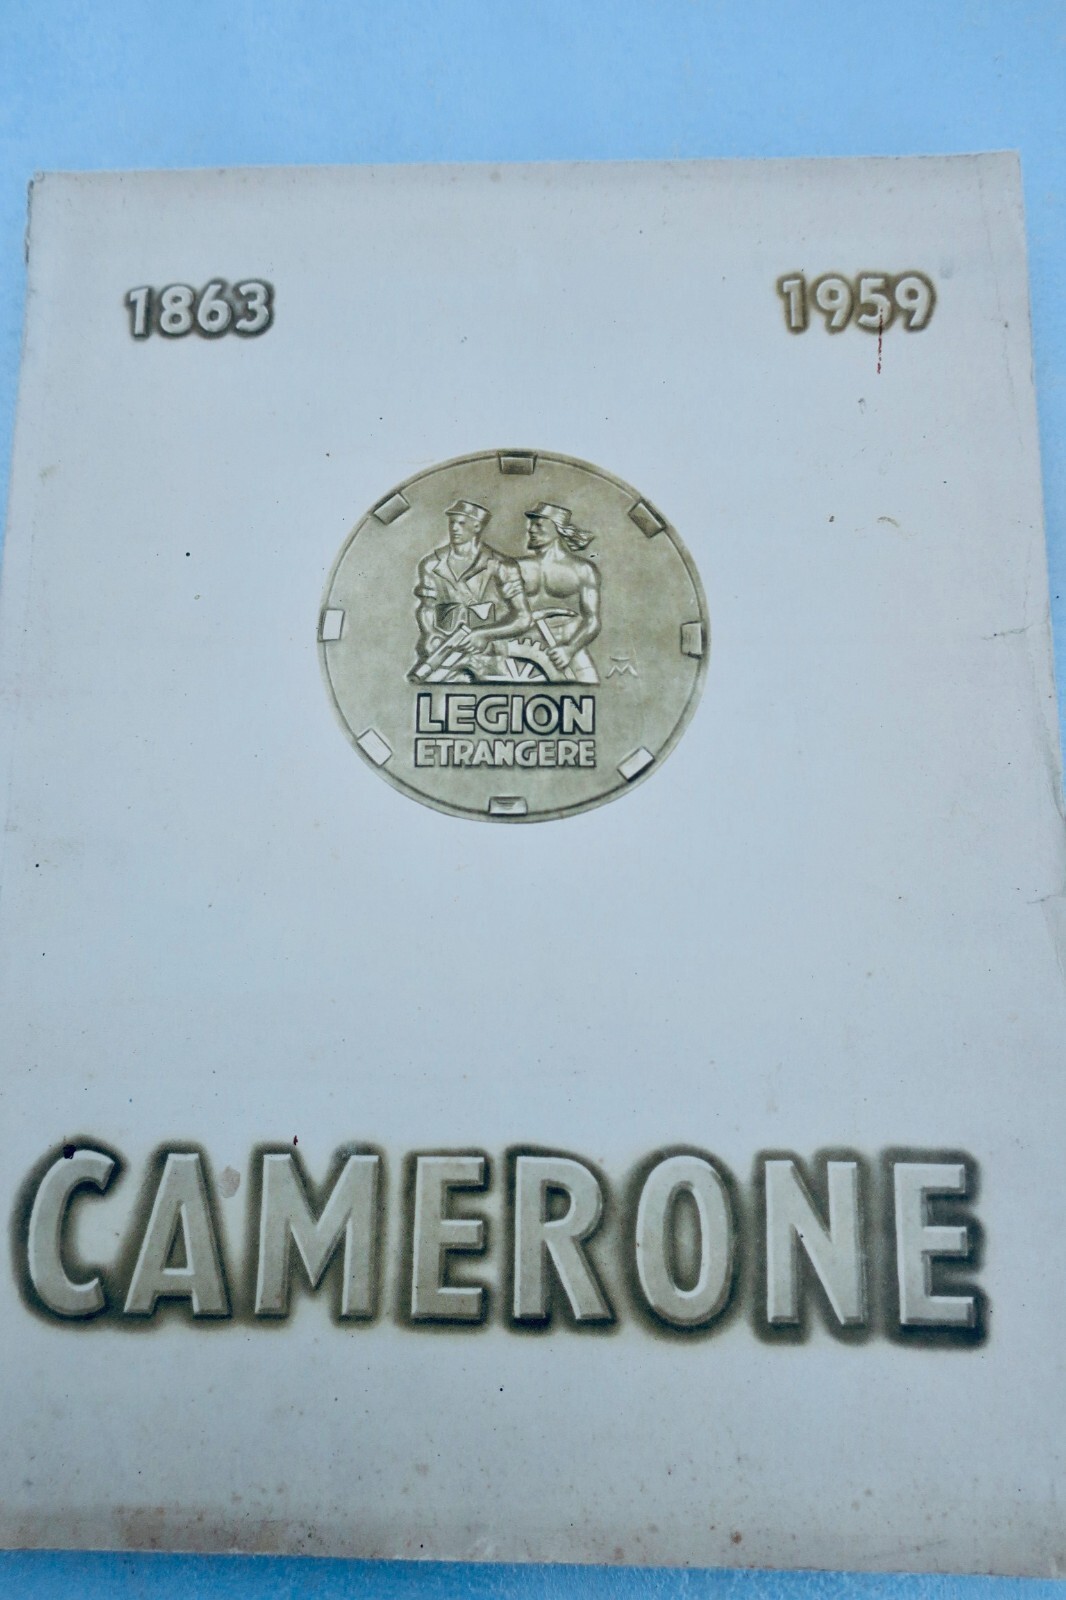 1863 1959
LEGION
ETRANGERE
CAMERONE